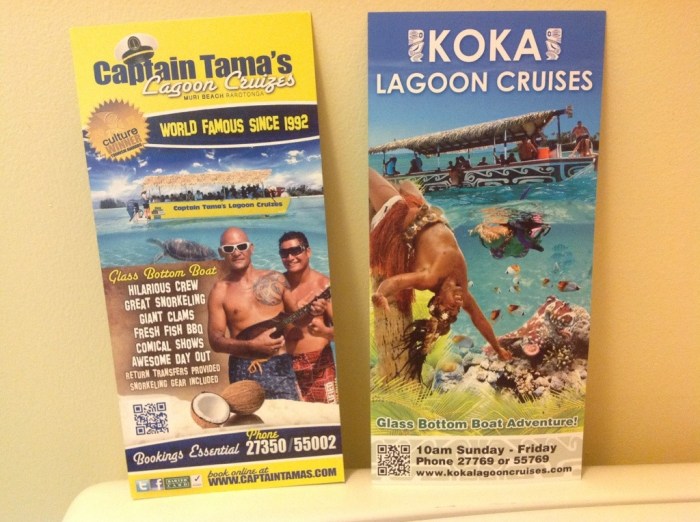 Captain Tama's
Lagoon Cruizes
MURI BEACH RAROTONGA
culture
WINNER
WORLD FAMOUS SINCE 1992
Captain Tama's Lagoon Cruizes
Glass Bottom Boat
HILARIOUS CREW
GREAT SNORKELING
GIANT CLAMS
FRESH FISH BBQ
COMICAL SHOWS
AWESOME DAY OUT
RETURN TRANSFERS PROVIDED
SNORKELING GEAR INCLUDED
Bookings Essential Phone 27350/55002
book online at
WWW.CAPTAINTAMAS.COM
KOKA
LAGOON CRUISES
Glass Bottom Boat Adventure!
10am Sunday - Friday
Phone 27769 or 55769
www.kokalagooncruises.com